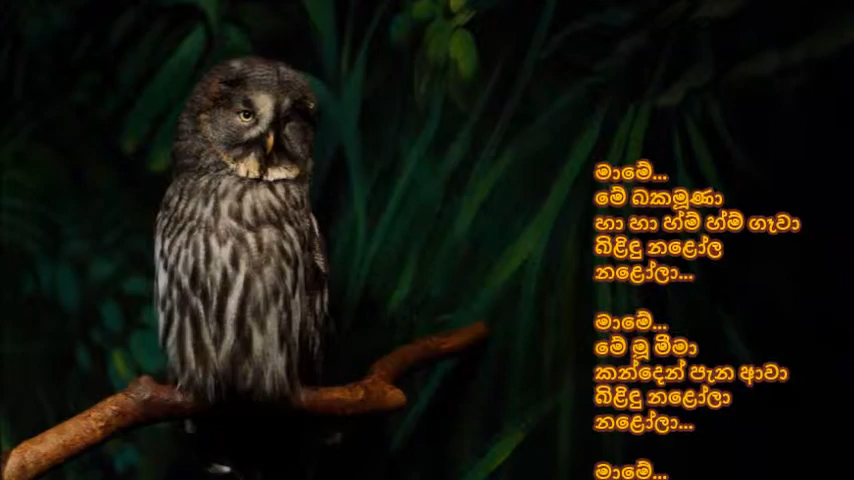 මාමේ...
මේ බකමූණා
හා හා හ්ම් හ්ම් ගෑවා
බිළිඳු නළෝල
නළෝලා...
මාමේ...
මේ මූ මීමා
කන්දෙන් පැන ආවා
බිළිඳු නළෝලා
නළෝලා...
මාමේ...